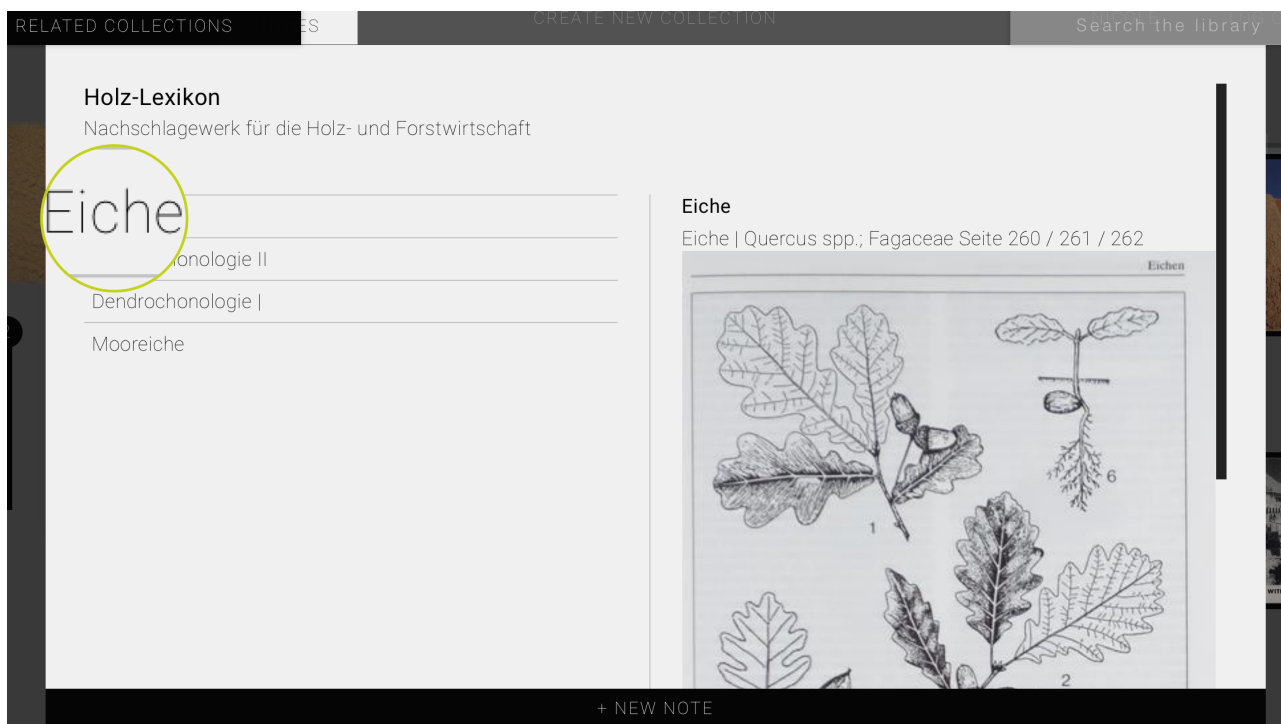 RELATED COLLECTIONS
ES
CREATE NEW COLLECTION
Search the library
Holz-Lexikon
Nachschlagewerk für die Holz- und Forstwirtschaft
Eiche
onologie II
Dendrochonologie |
Mooreiche
Eiche
Eiche | Quercus spp.; Fagaceae Seite 260 / 261 / 262
Eichen
6
1
2
+ NEW NOTE